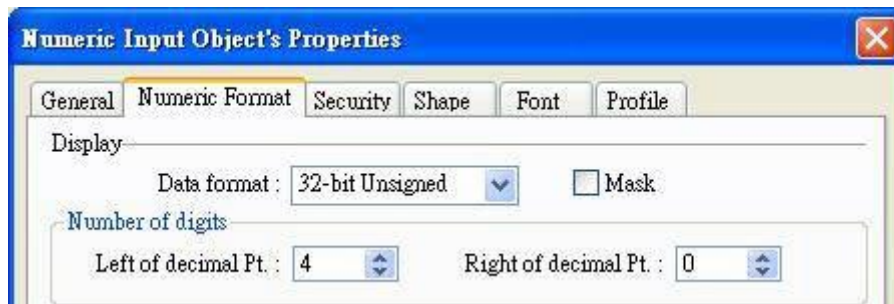 Numeric Input Object's Properties
General Numeric Format Security Shape Font Profile
Display
Data format : 32-bit Unsigned Mask
Number of digits
Left of decimal Pt. : 4 Right of decimal Pt. : 0